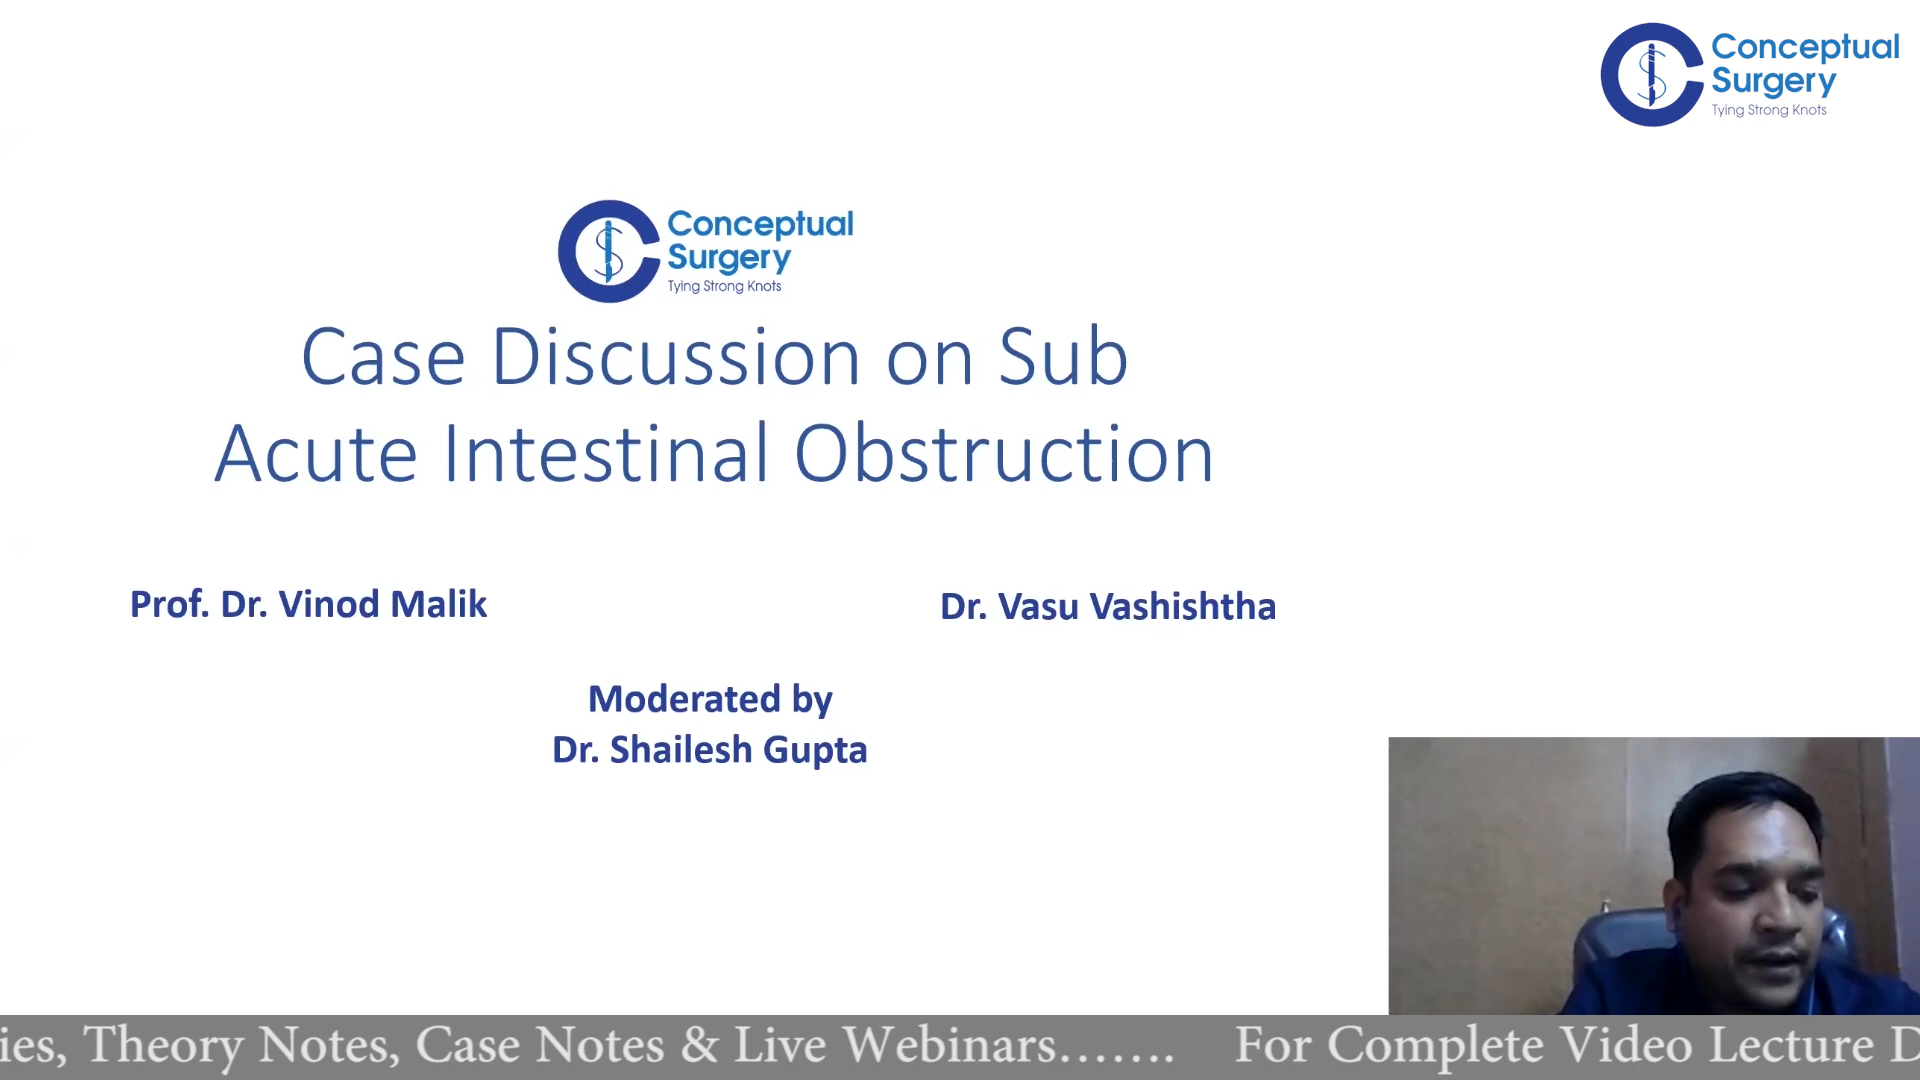 Conceptual
Surgery
Tying Strong Knots
Conceptual
Surgery
Tying Strong Knots
Case Discussion on Sub
Acute Intestinal Obstruction
Prof. Dr. Vinod Malik
Dr. Vasu Vashishtha
Moderated by
Dr. Shailesh Gupta
ies, Theory Notes, Case Notes & Live Webinars....... For Complete Video Lecture D